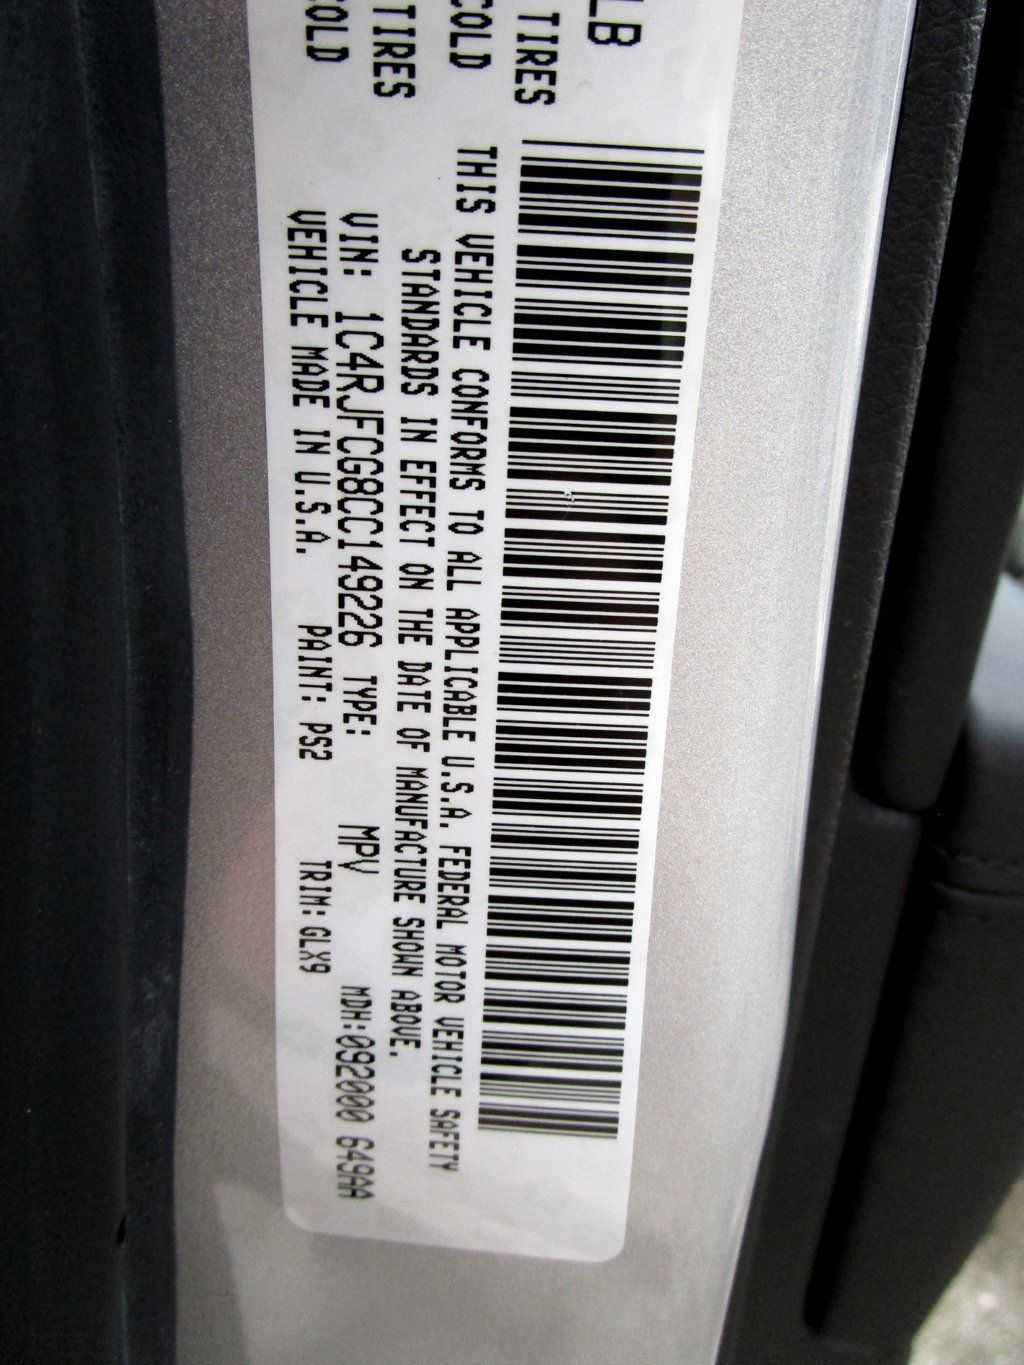 LB
TIRES
COLD
TIRES
COLD
THIS VEHICLE CONFORMS TO ALL APPLICABLE U.S.A. FEDERAL MOTOR VEHICLE SAFETY
STANDARDS IN EFFECT ON THE DATE OF MANUFACTURE SHOWN ABOVE.
VIN: 1C4RJFCG8CC149226 TYPE: MPV MDH:092000 649AA
VEHICLE MADE IN U.S.A. PAINT: PS2 TRIM: GLX9